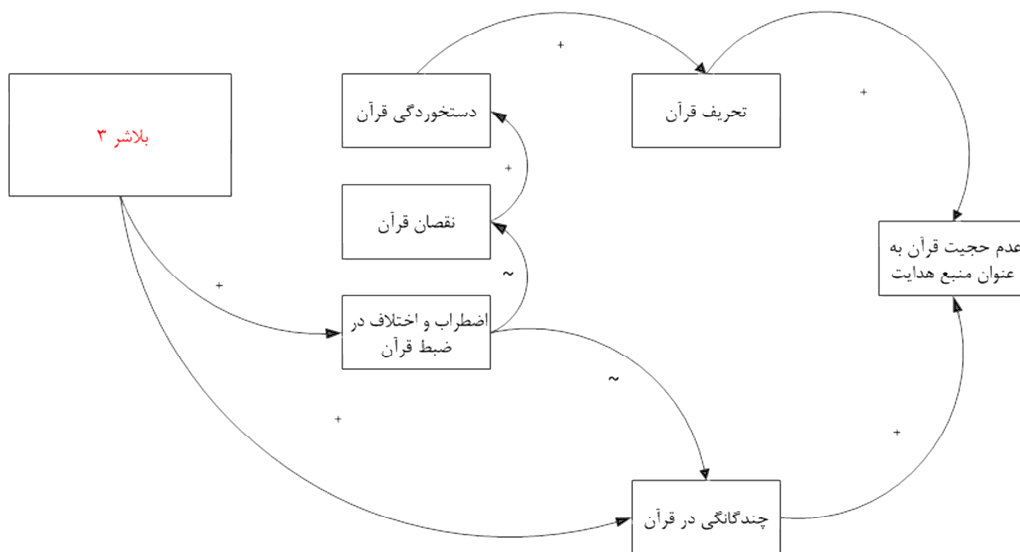 +
دستخوردگی قرآن
تحریف قرآن
+
بلاشر ۳
+
نقصان قرآن
عدم حجیت قرآن به
عنوان منبع هدایت
~
+
اضطراب و اختلاف در
ضبط قرآن
~
+
+
چندگانگی در قرآن